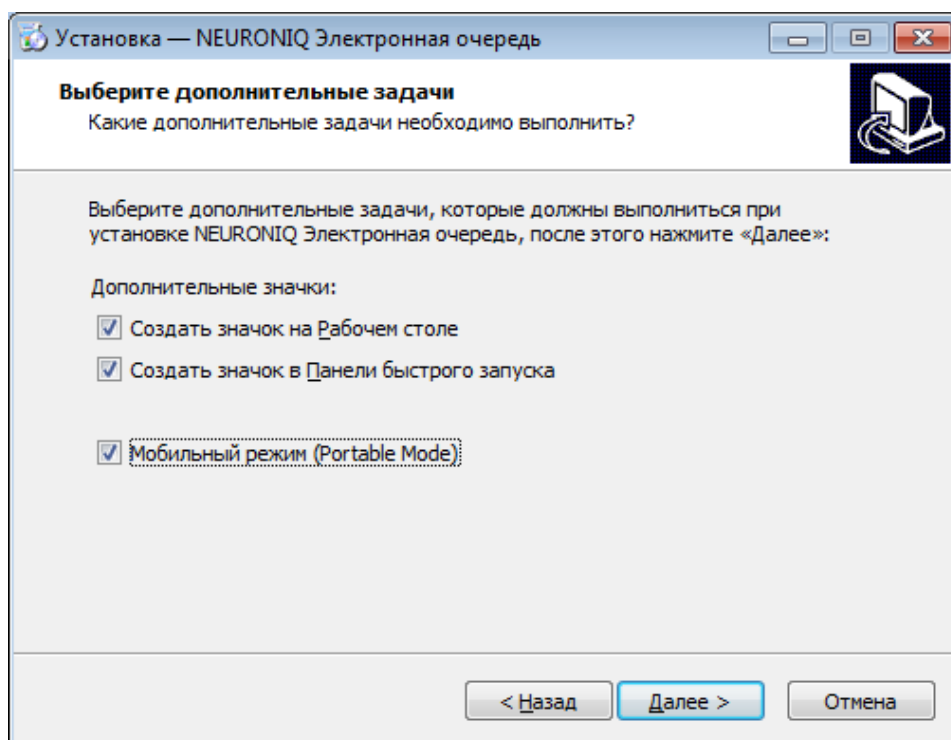 Установка — NEURONIQ Электронная очередь
Выберите дополнительные задачи
Какие дополнительные задачи необходимо выполнить?
Выберите дополнительные задачи, которые должны выполниться при
установке NEURONIQ Электронная очередь, после этого нажмите «Далее»:
Дополнительные значки:
Создать значок на Рабочем столе
Создать значок в Панели быстрого запуска
Мобильный режим (Portable Mode)
< Назад Далее > Отмена